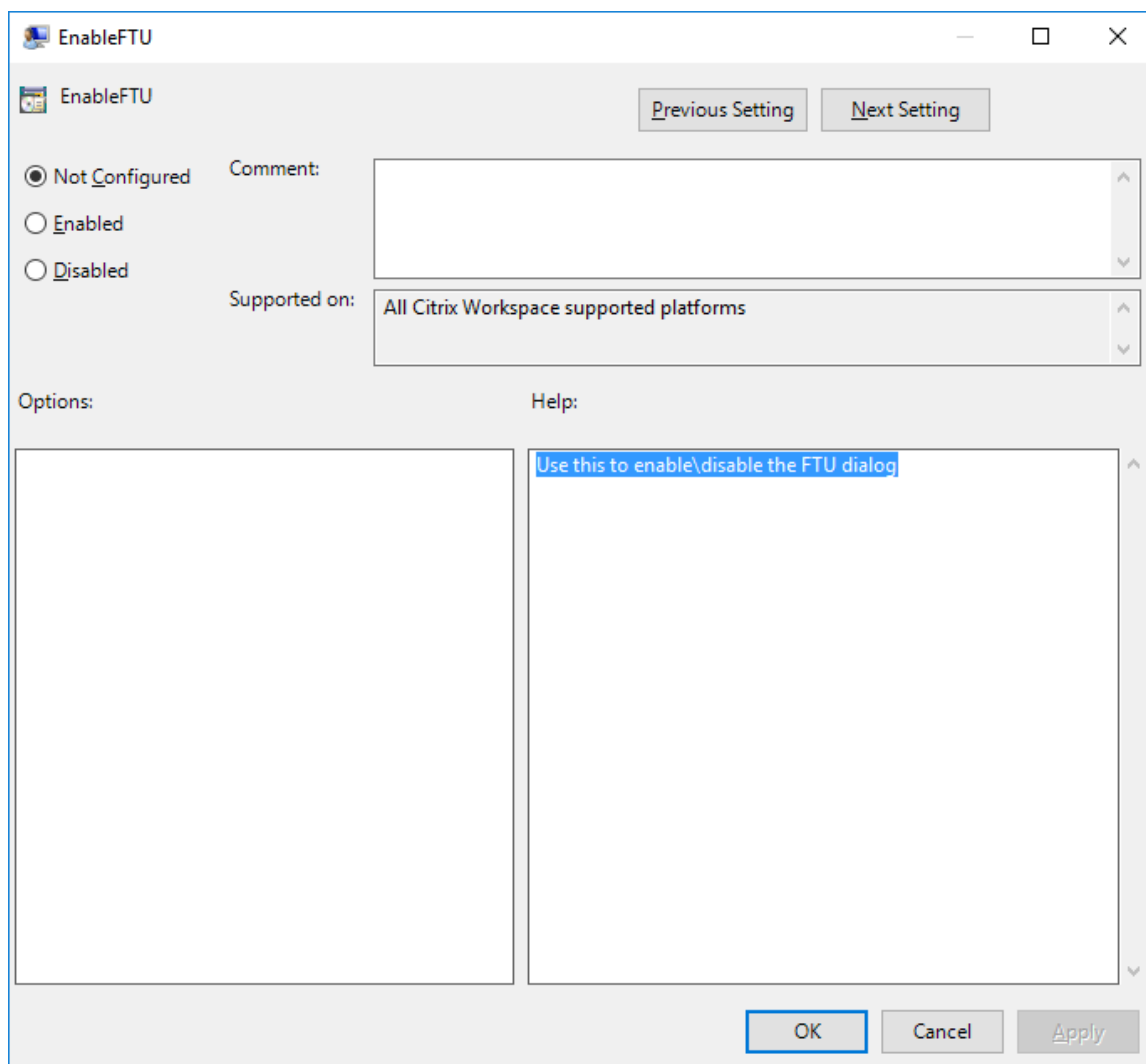 EnableFTU
EnableFTU
Previous Setting
Next Setting
Not Configured
Comment:
Enabled
Disabled
Supported on:
All Citrix Workspace supported platforms
Options:
Help:
Use this to enable\disable the FTU dialog
OK
Cancel
Apply